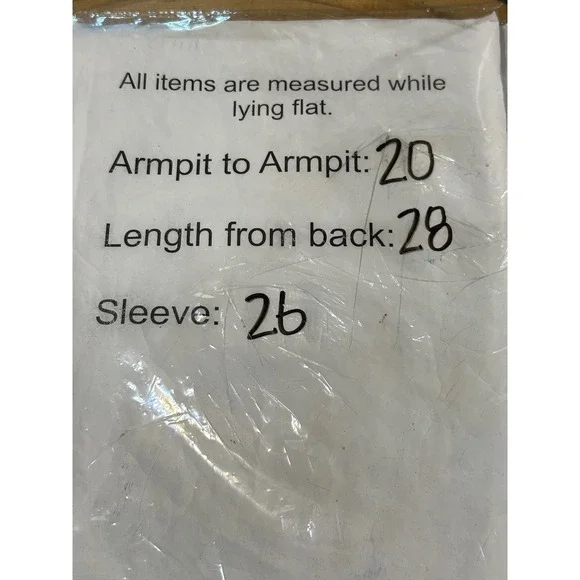 All items are measured while
lying flat.
Armpit to Armpit: 20
Length from back: 28
Sleeve: 26